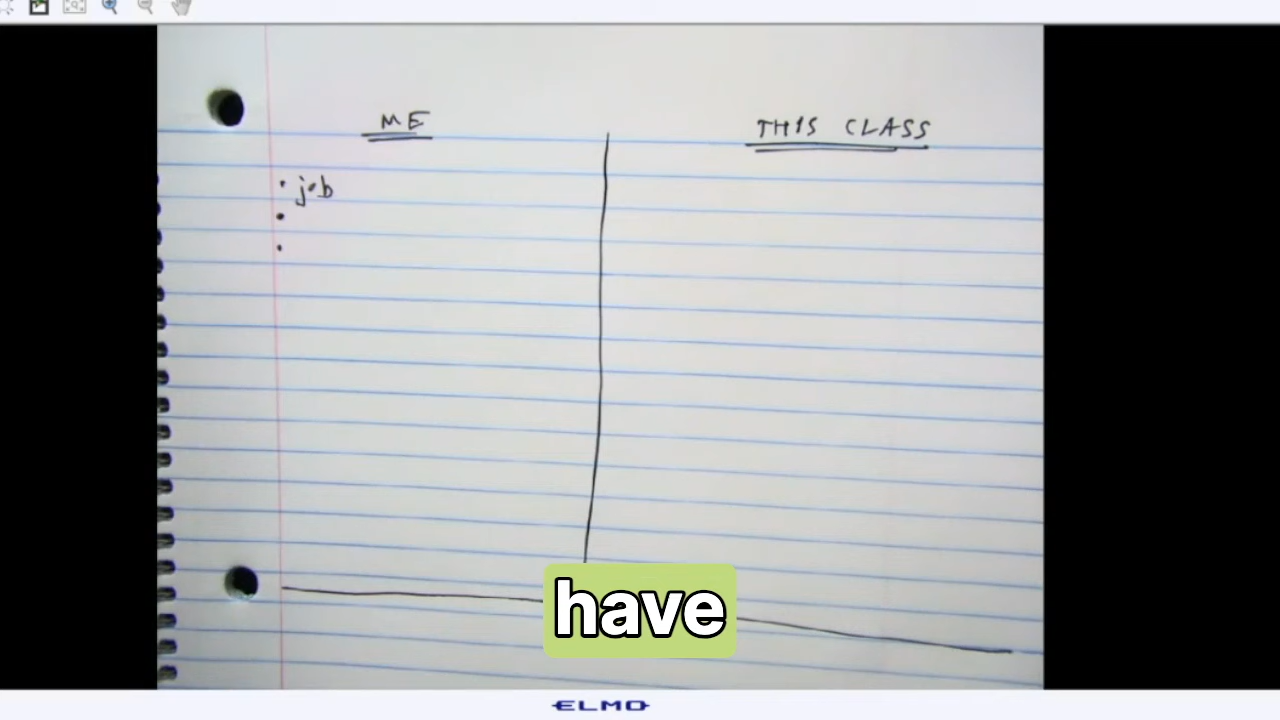 ME
THIS CLASS
• job
•
•
have
ELMO